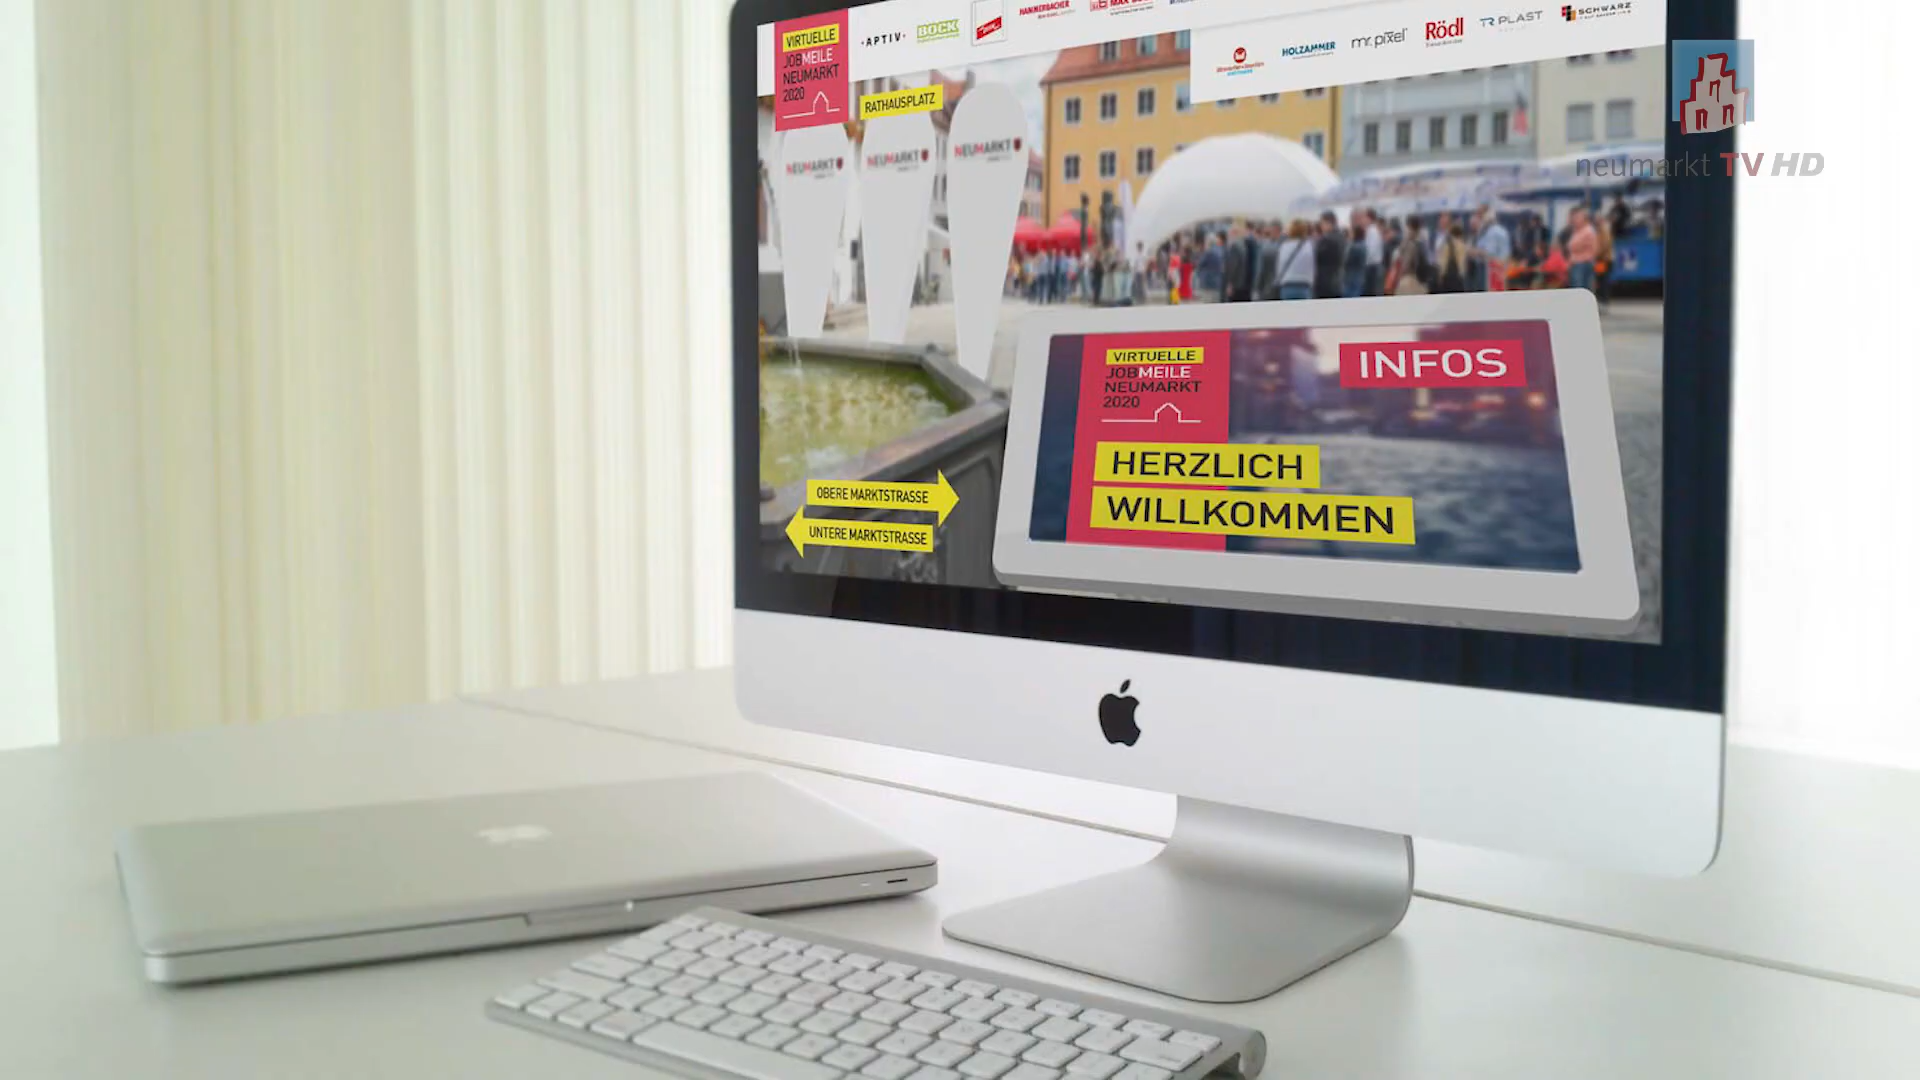 VIRTUELLE
JOBMEILE
NEUMARKT
2020
APTIV
BOCK
HAMMERBACHER
HOLZAMMER
mr. pixel
Rödl
TR PLAST
SCHWARZ
RATHAUSPLATZ
NEUMARKT
NEUMARKT
NEUMARKT
neumarkt TV HD
VIRTUELLE
JOBMEILE
NEUMARKT
2020
INFOS
HERZLICH
WILLKOMMEN
OBERE MARKTSTRASSE
UNTERE MARKTSTRASSE